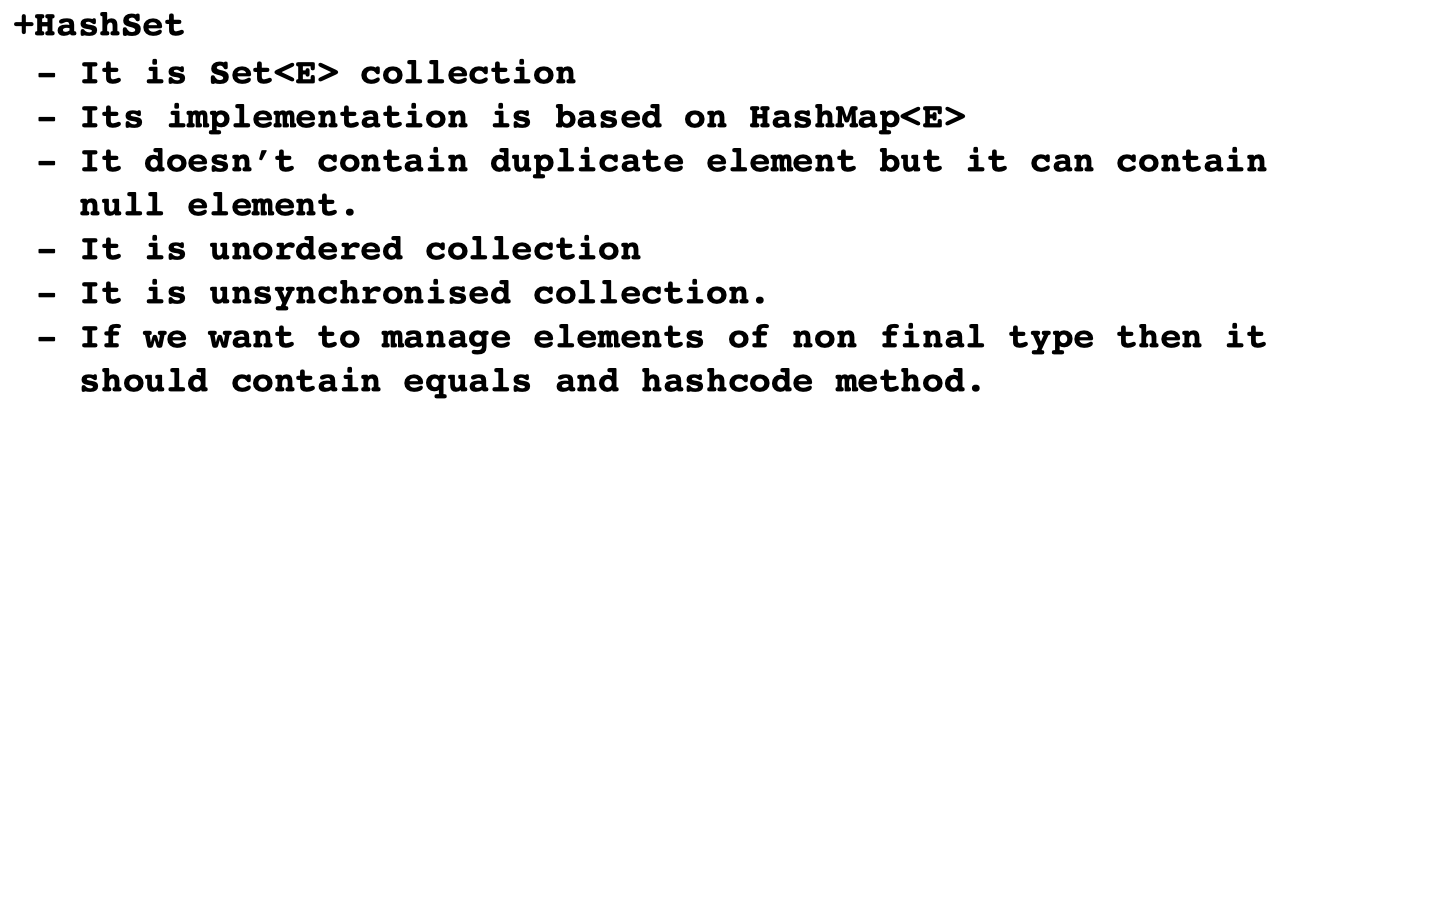 +HashSet
- It is Set<E> collection
- Its implementation is based on HashMap<E>
- It doesn't contain duplicate element but it can contain
null element.
- It is unordered collection
- It is unsynchronised collection.
- If we want to manage elements of non final type then it
should contain equals and hashcode method.